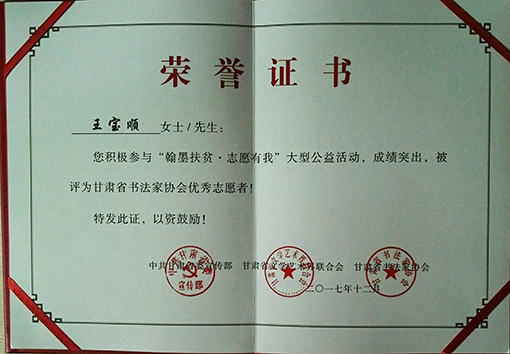 荣誉证书
王宝顺 女士/先生：
您积极参与“翰墨扶贫·志愿有我”大型公益活动，成绩突出，被
评为甘肃省书法家协会优秀志愿者！
特发此证，以资鼓励！
中共甘肃省委宣传部 甘肃省文学艺术界联合会 甘肃省书法家协会
宣传部
二〇一七年十二月